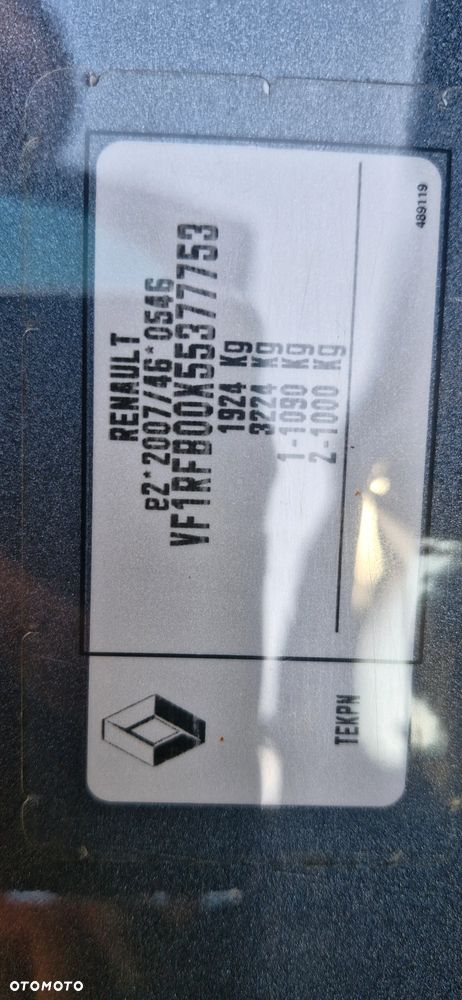 RENAULT
e2*2007/46*0546
VF1RFB00X55377753
1924 Kg
3224 Kg
1-1090 Kg
2-1000 Kg
489119
TEKPN
OTOMOTO